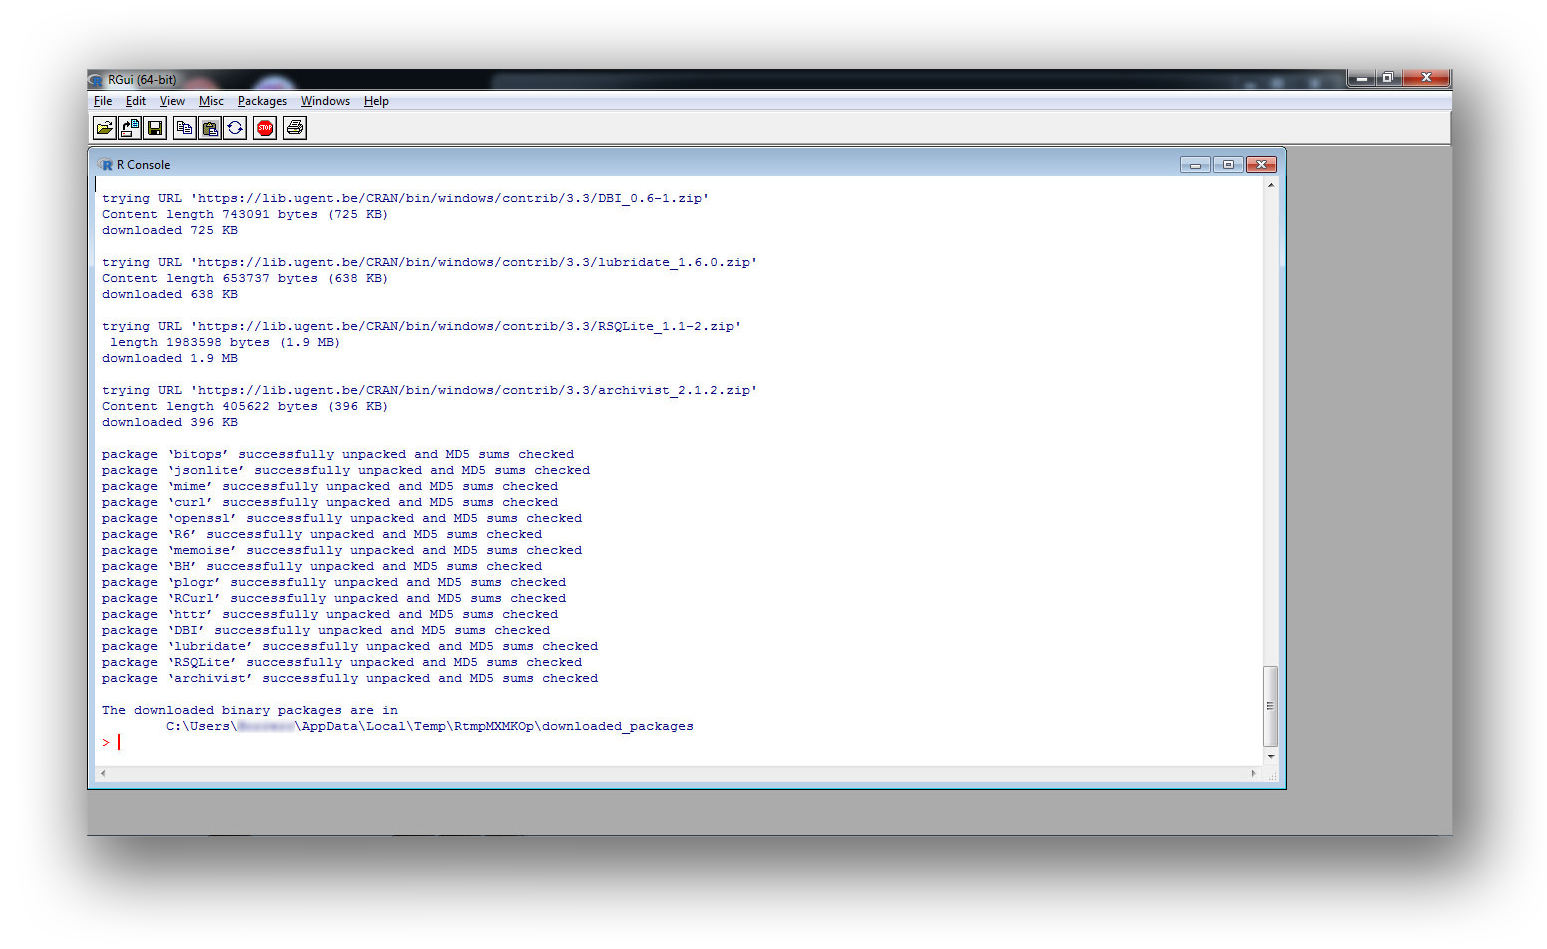 RGui (64-bit)
File Edit View Misc Packages Windows Help
STOP
R Console
trying URL 'https://lib.ugent.be/CRAN/bin/windows/contrib/3.3/DBI_0.6-1.zip'
Content length 743091 bytes (725 KB)
downloaded 725 KB
trying URL 'https://lib.ugent.be/CRAN/bin/windows/contrib/3.3/lubridate_1.6.0.zip'
Content length 653737 bytes (638 KB)
downloaded 638 KB
trying URL 'https://lib.ugent.be/CRAN/bin/windows/contrib/3.3/RSQLite_1.1-2.zip'
length 1983598 bytes (1.9 MB)
downloaded 1.9 MB
trying URL 'https://lib.ugent.be/CRAN/bin/windows/contrib/3.3/archivist_2.1.2.zip'
Content length 405622 bytes (396 KB)
downloaded 396 KB
package ‘bitops’ successfully unpacked and MD5 sums checked
package ‘jsonlite’ successfully unpacked and MD5 sums checked
package ‘mime’ successfully unpacked and MD5 sums checked
package ‘curl’ successfully unpacked and MD5 sums checked
package ‘openssl’ successfully unpacked and MD5 sums checked
package ‘R6’ successfully unpacked and MD5 sums checked
package ‘memoise’ successfully unpacked and MD5 sums checked
package ‘BH’ successfully unpacked and MD5 sums checked
package ‘plogr’ successfully unpacked and MD5 sums checked
package ‘RCurl’ successfully unpacked and MD5 sums checked
package ‘httr’ successfully unpacked and MD5 sums checked
package ‘DBI’ successfully unpacked and MD5 sums checked
package ‘lubridate’ successfully unpacked and MD5 sums checked
package ‘RSQLite’ successfully unpacked and MD5 sums checked
package ‘archivist’ successfully unpacked and MD5 sums checked
The downloaded binary packages are in
C:\Users\ \AppData\Local\Temp\RtmpMXMKOp\downloaded_packages
>